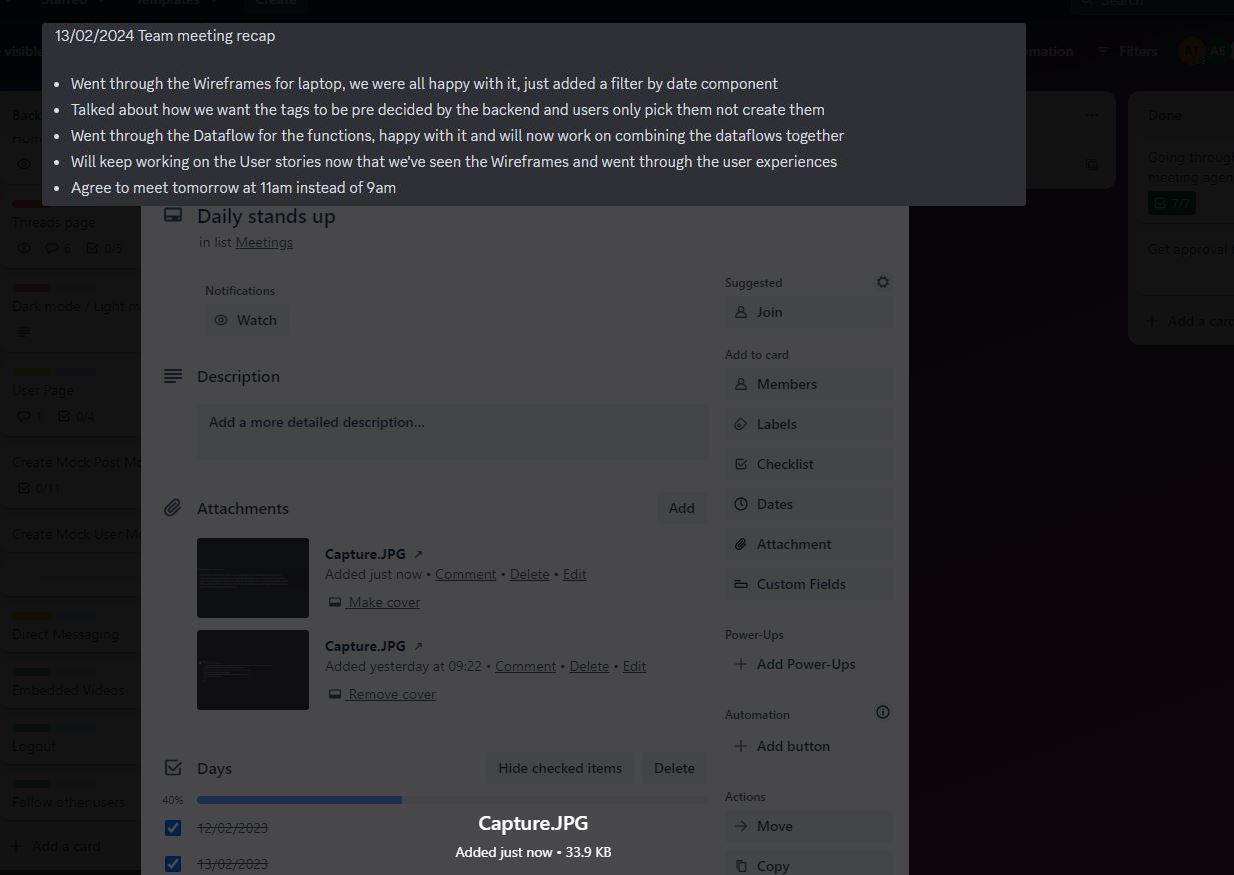 Starred
Templates
Create
Search
visible
Filters
AT
AE
13/02/2024 Team meeting recap
• Went through the Wireframes for laptop, we were all happy with it, just added a filter by date component
• Talked about how we want the tags to be pre decided by the backend and users only pick them not create them
• Went through the Dataflow for the functions, happy with it and will now work on combining the dataflows together
• Will keep working on the User stories now that we've seen the Wireframes and went through the user experiences
• Agree to meet tomorrow at 11am instead of 9am
Threads page
6
0/5
Dark mode / Light m
User Page
1
0/4
Create Mock Post Mo
0/11
Create Mock User Mo
Direct Messaging
Embedded Videos
Logout
Follow other users
+ Add a card
Daily stands up
in list Meetings
Notifications
Watch
Description
Add a more detailed description...
Attachments
Add
Capture.JPG ↗
Added just now • Comment • Delete • Edit
Make cover
Capture.JPG ↗
Added yesterday at 09:22 • Comment • Delete • Edit
Remove cover
Days
Hide checked items
Delete
40%
12/02/2023
13/02/2023
Capture.JPG
Added just now • 33.9 KB
Suggested
Join
Add to card
Members
Labels
Checklist
Dates
Attachment
Custom Fields
Power-Ups
+ Add Power-Ups
Automation
+ Add button
Actions
→ Move
Copy
Done
Going through
meeting agen
7/7
Get approval
+ Add a card